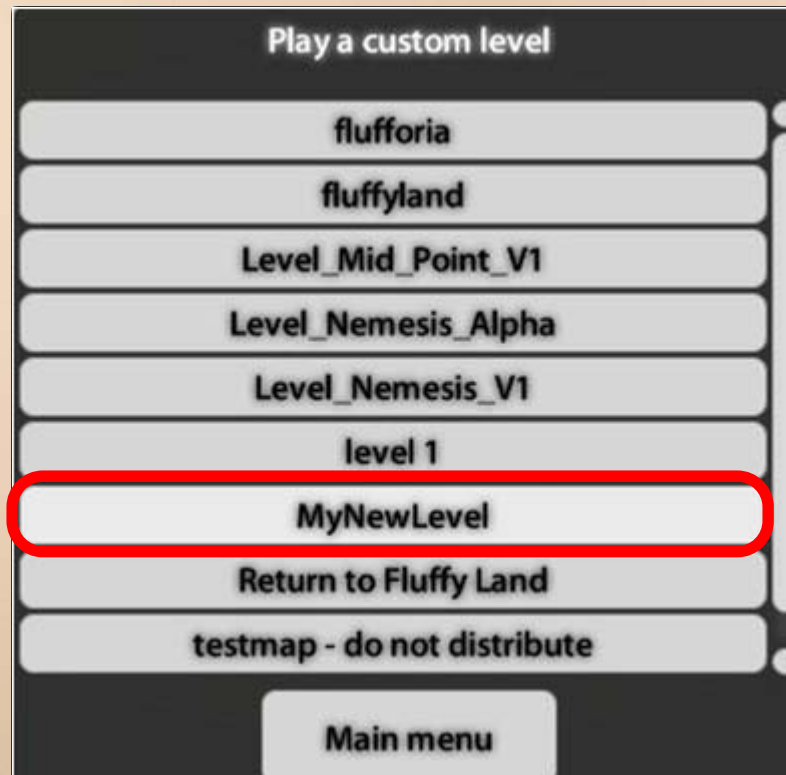 Play a custom level
flufforia
fluffyland
Level_Mid_Point_V1
Level_Nemesis_Alpha
Level_Nemesis_V1
level 1
MyNewLevel
Return to Fluffy Land
testmap - do not distribute
Main menu